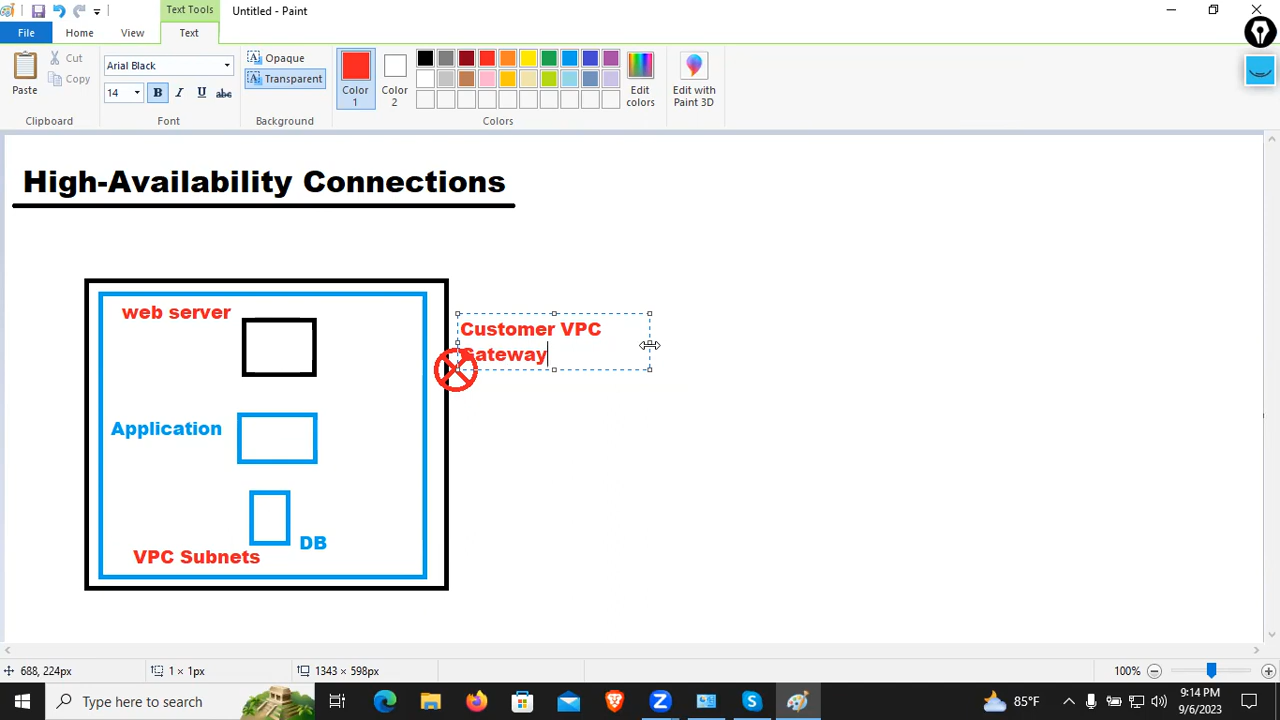 Text Tools
Untitled - Paint
File
Home
View
Text
Paste
Cut
Copy
Clipboard
Arial Black
14
B
I
U
abc
Font
Opaque
Transparent
Background
Color 1
Color 2
Edit colors
Colors
Edit with Paint 3D
High-Availability Connections
web server
Application
DB
VPC Subnets
Customer VPC
Gateway
688, 224px
1 × 1px
1343 × 598px
100%
Type here to search
85°F
9:14 PM
9/6/2023